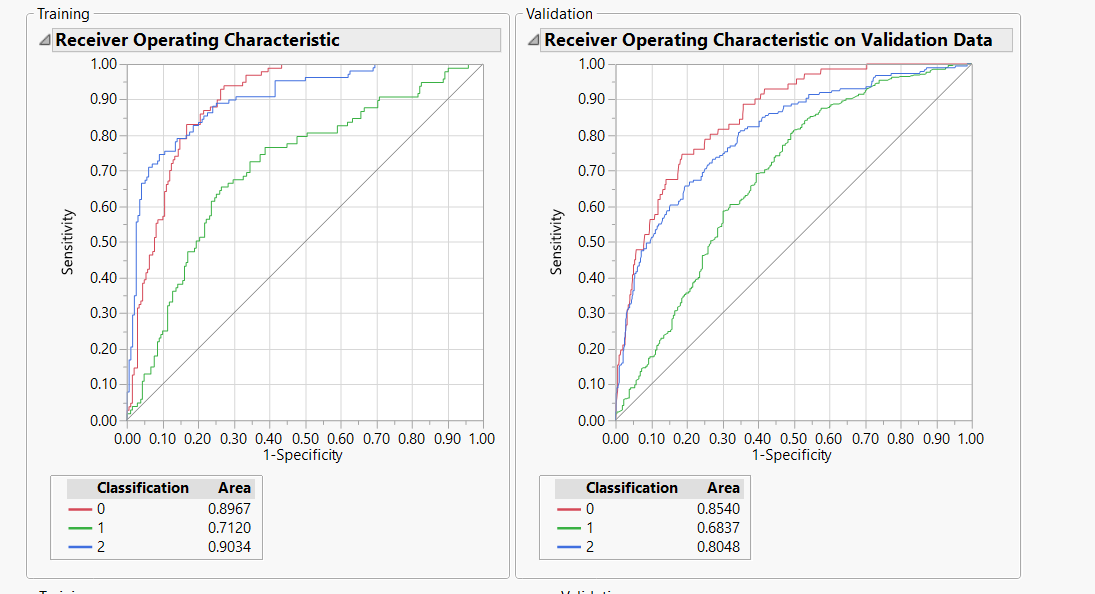 Training
Receiver Operating Characteristic
1.00
0.90
0.80
0.70
0.60
0.50
0.40
0.30
0.20
0.10
0.00
Sensitivity
0.00 0.10 0.20 0.30 0.40 0.50 0.60 0.70 0.80 0.90 1.00
1-Specificity
Classification Area
0 0.8967
1 0.7120
2 0.9034
Validation
Receiver Operating Characteristic on Validation Data
1.00
0.90
0.80
0.70
0.60
0.50
0.40
0.30
0.20
0.10
0.00
Sensitivity
0.00 0.10 0.20 0.30 0.40 0.50 0.60 0.70 0.80 0.90 1.00
1-Specificity
Classification Area
0 0.8540
1 0.6837
2 0.8048